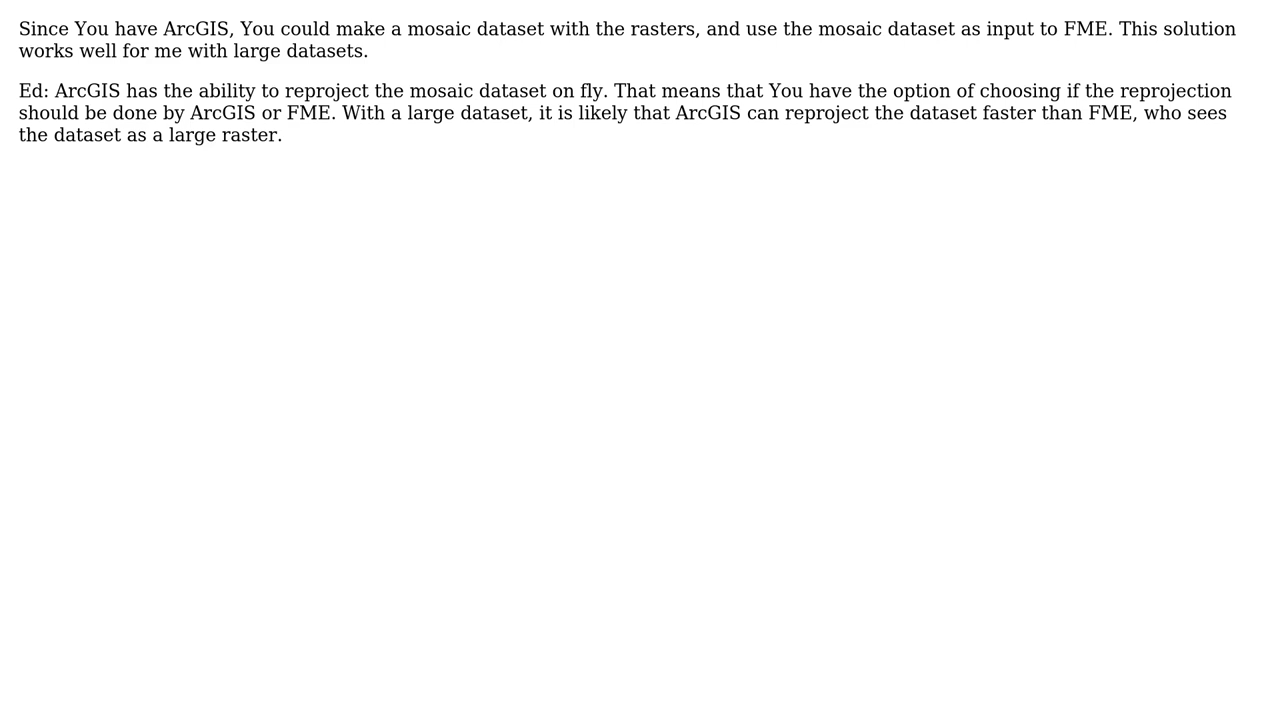 Since You have ArcGIS, You could make a mosaic dataset with the rasters, and use the mosaic dataset as input to FME. This solution
works well for me with large datasets.
Ed: ArcGIS has the ability to reproject the mosaic dataset on fly. That means that You have the option of choosing if the reprojection
should be done by ArcGIS or FME. With a large dataset, it is likely that ArcGIS can reproject the dataset faster than FME, who sees
the dataset as a large raster.